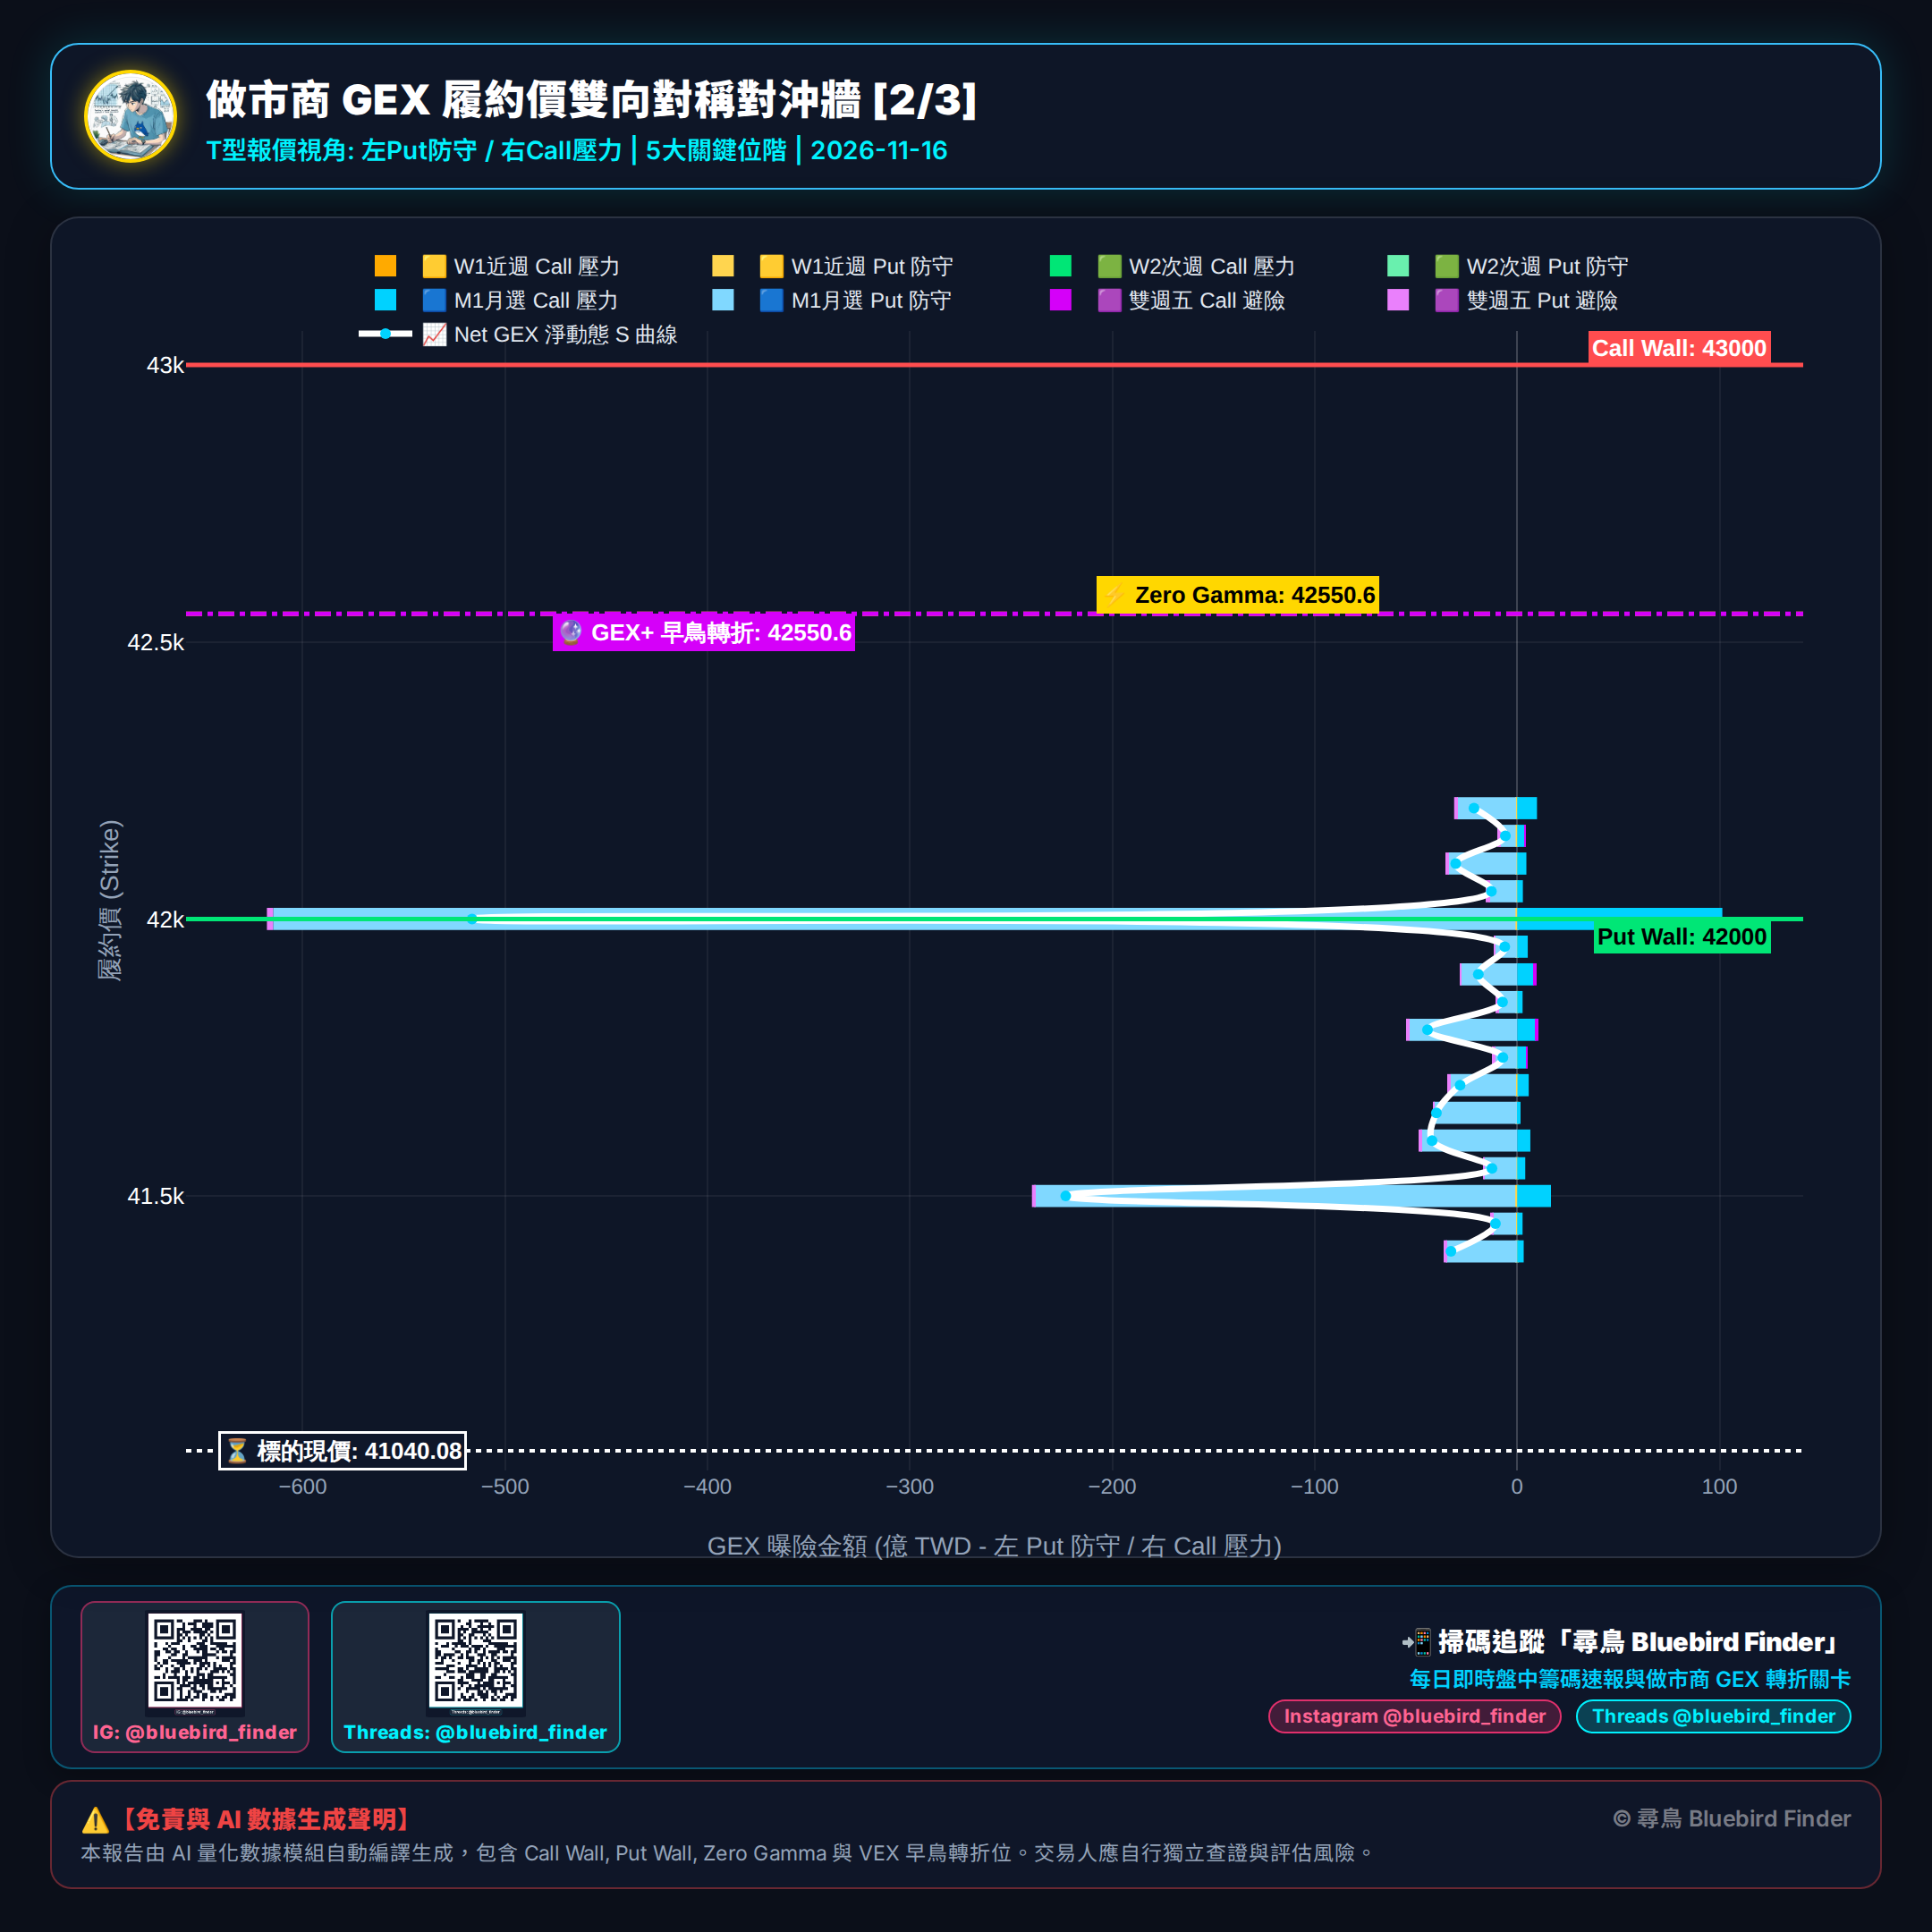 做市商 GEX 履約價雙向對稱對沖牆 [2/3]
T型報價視角: 左Put防守 / 右Call壓力 | 5大關鍵位階 | 2026-11-16
🟨 W1近週 Call 壓力
🟨 W1近週 Put 防守
🟩 W2次週 Call 壓力
🟩 W2次週 Put 防守
🟦 M1月選 Call 壓力
🟦 M1月選 Put 防守
🟪 雙週五 Call 避險
🟪 雙週五 Put 避險
📈 Net GEX 淨動態 S 曲線
Call Wall: 43000
43k
⚡ Zero Gamma: 42550.6
🔮 GEX+ 早鳥轉折: 42550.6
42.5k
履約價 (Strike)
42k
Put Wall: 42000
41.5k
⏳ 標的現價: 41040.08
−600
−500
−400
−300
−200
−100
0
100
GEX 曝險金額 (億 TWD - 左 Put 防守 / 右 Call 壓力)
IG: @bluebird_finder
Threads: @bluebird_finder
📲 掃碼追蹤「尋鳥 Bluebird Finder」
每日即時盤中籌碼速報與做市商 GEX 轉折關卡
Instagram @bluebird_finder
Threads @bluebird_finder
⚠️【免責與 AI 數據生成聲明】
© 尋鳥 Bluebird Finder
本報告由 AI 量化數據模組自動編譯生成，包含 Call Wall, Put Wall, Zero Gamma 與 VEX 早鳥轉折位。交易人應自行獨立查證與評估風險。